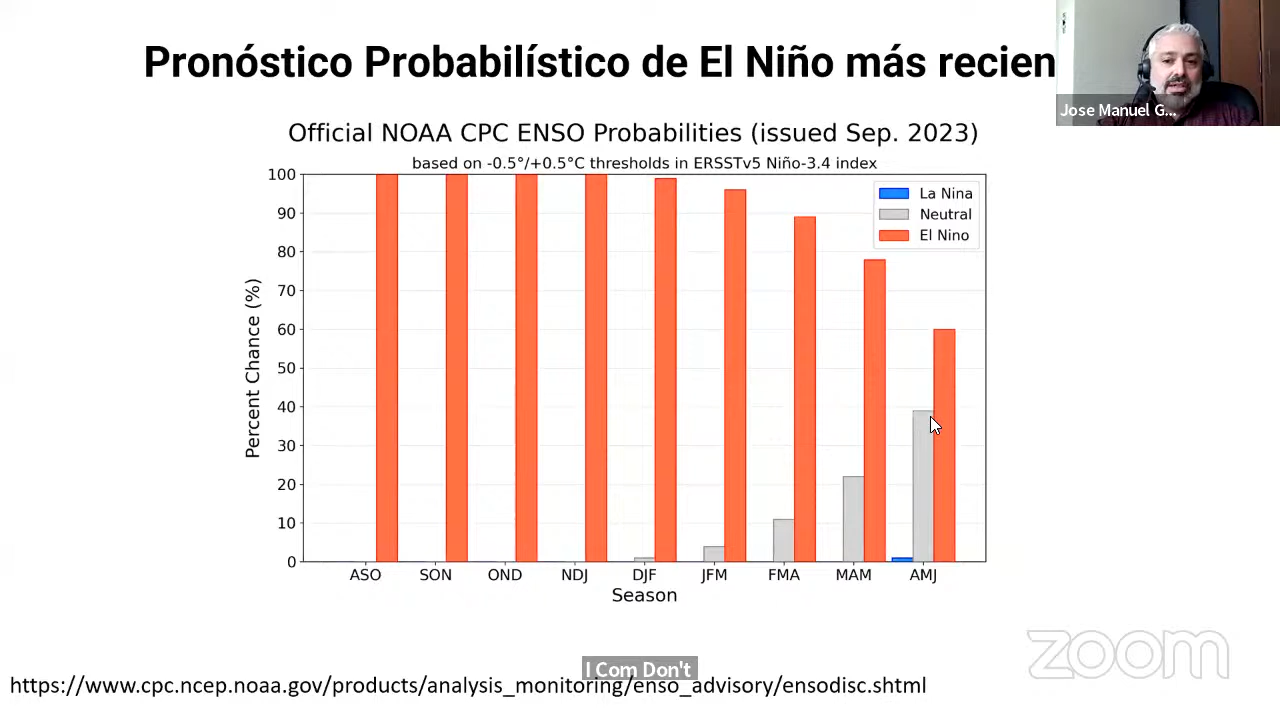 Pronóstico Probabilístico de El Niño más recien
Jose Manuel G...
Official NOAA CPC ENSO Probabilities (issued Sep. 2023)
based on -0.5°/+0.5°C thresholds in ERSSTv5 Niño-3.4 index
La Nina
Neutral
El Nino
Percent Chance (%)
100
90
80
70
60
50
40
30
20
10
0
ASO SON OND NDJ DJF JFM FMA MAM AMJ
Season
zoom
I Com Don't
https://www.cpc.ncep.noaa.gov/products/analysis_monitoring/enso_advisory/ensodisc.shtml